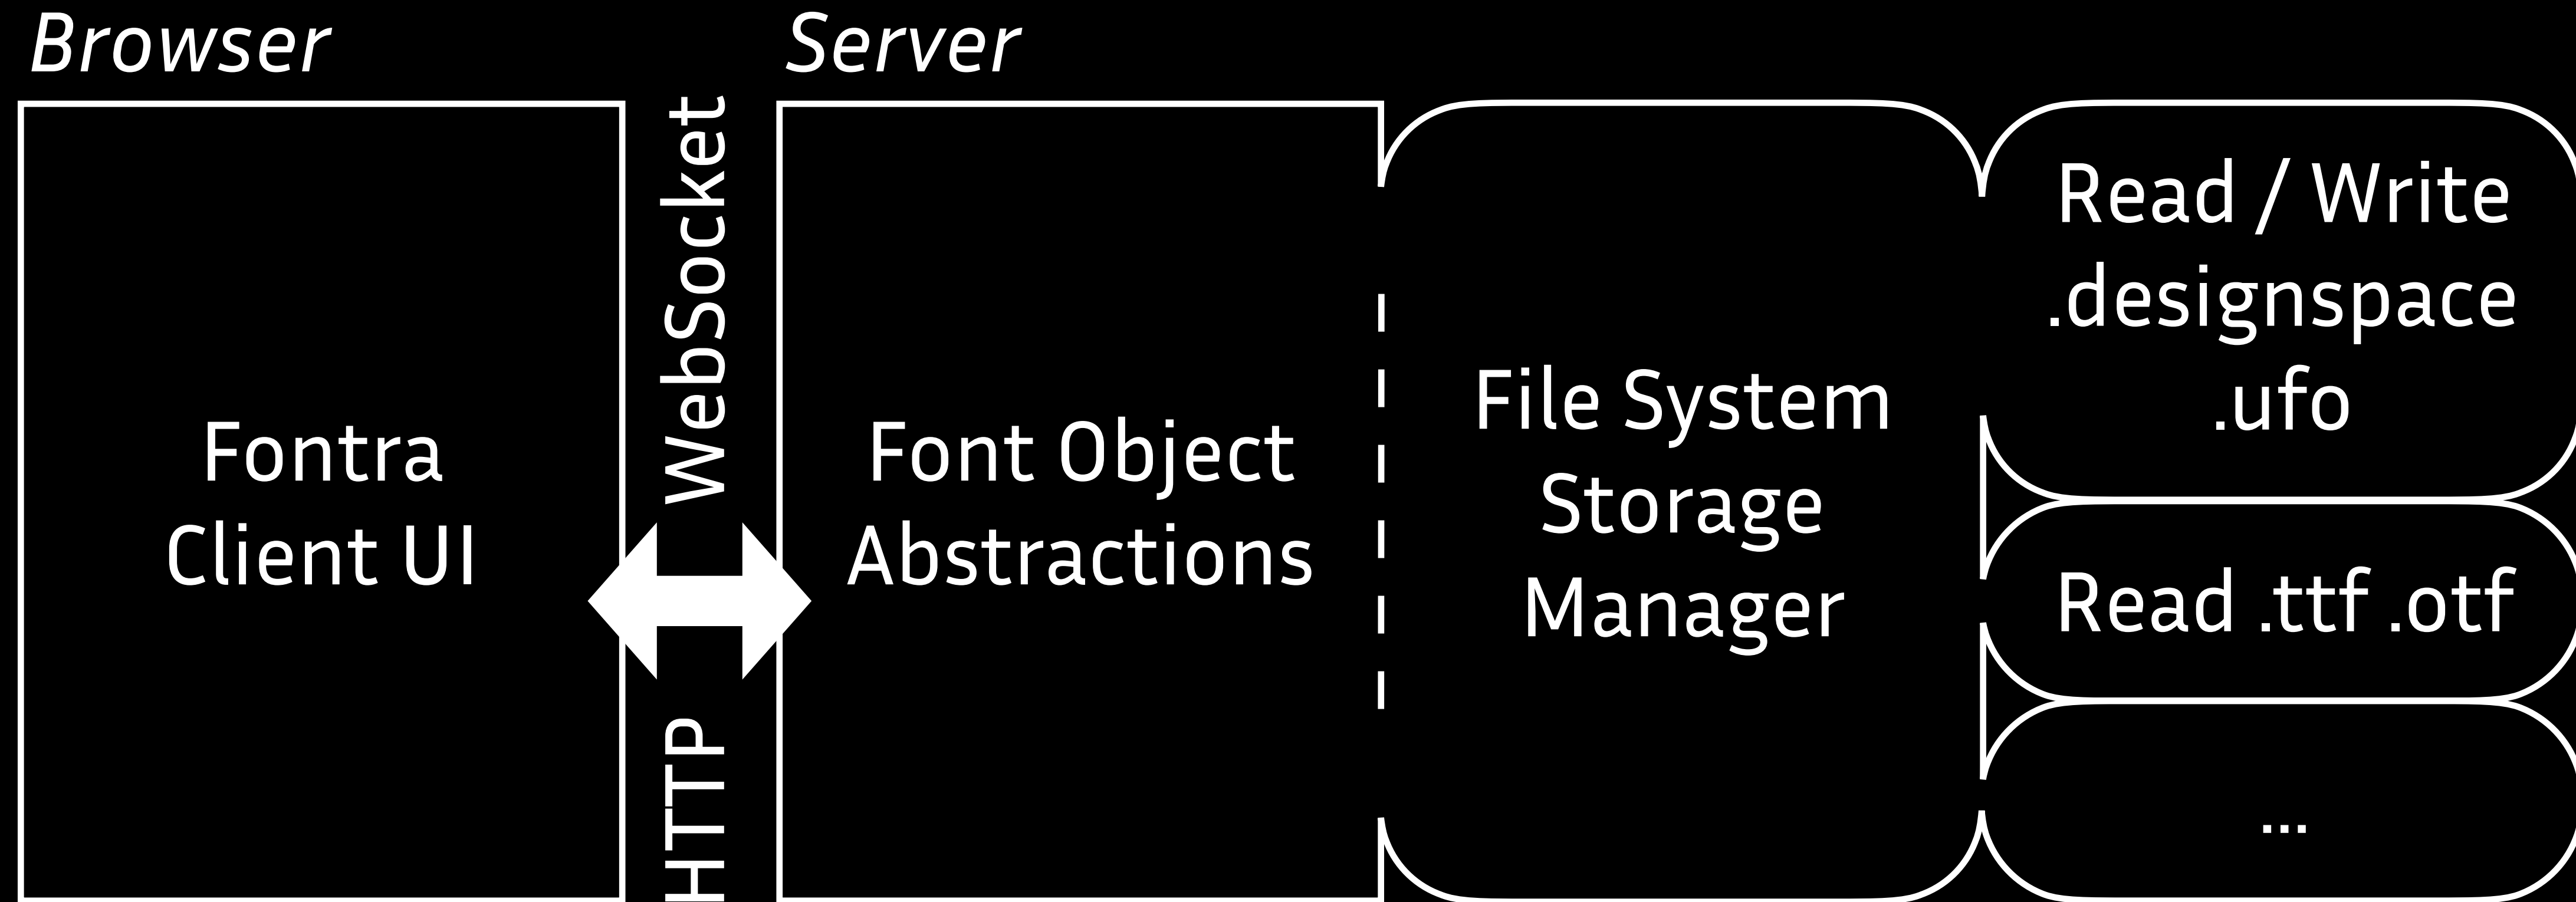 Browser
Server
Fontra
Client UI
WebSocket
HTTP
Font Object
Abstractions
File System
Storage
Manager
Read / Write
.designspace
.ufo
Read .ttf .otf
...